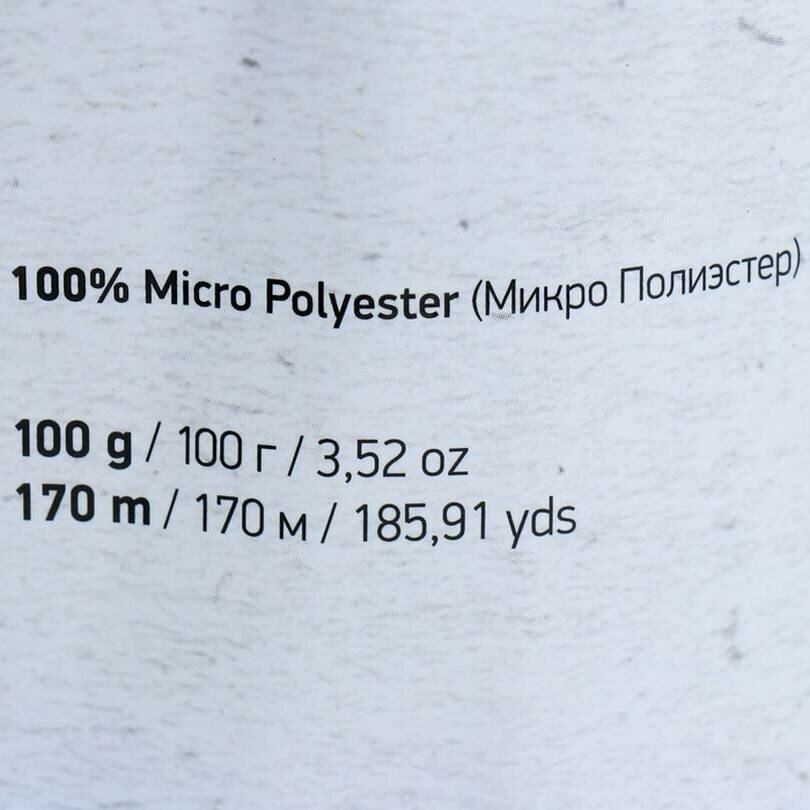 100% Micro Polyester (Микро Полиэстер)
100 g / 100 г / 3,52 oz
170 m / 170 м / 185,91 yds